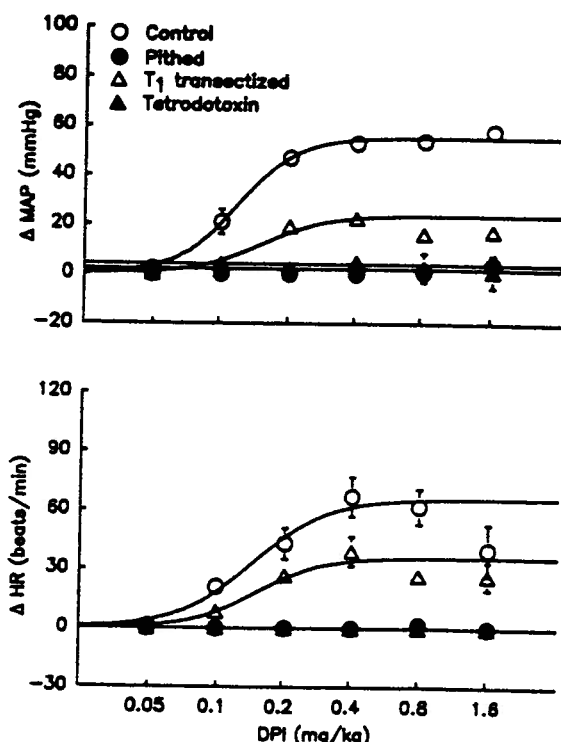 100
80
60
40
20
0
-20
Δ MAP (mmHg)
Control
Pithed
T1 transectized
Tetrodotoxin
120
90
60
30
0
-30
Δ HR (beats/min)
0.05 0.1 0.2 0.4 0.8 1.6
DPI (mg/kg)